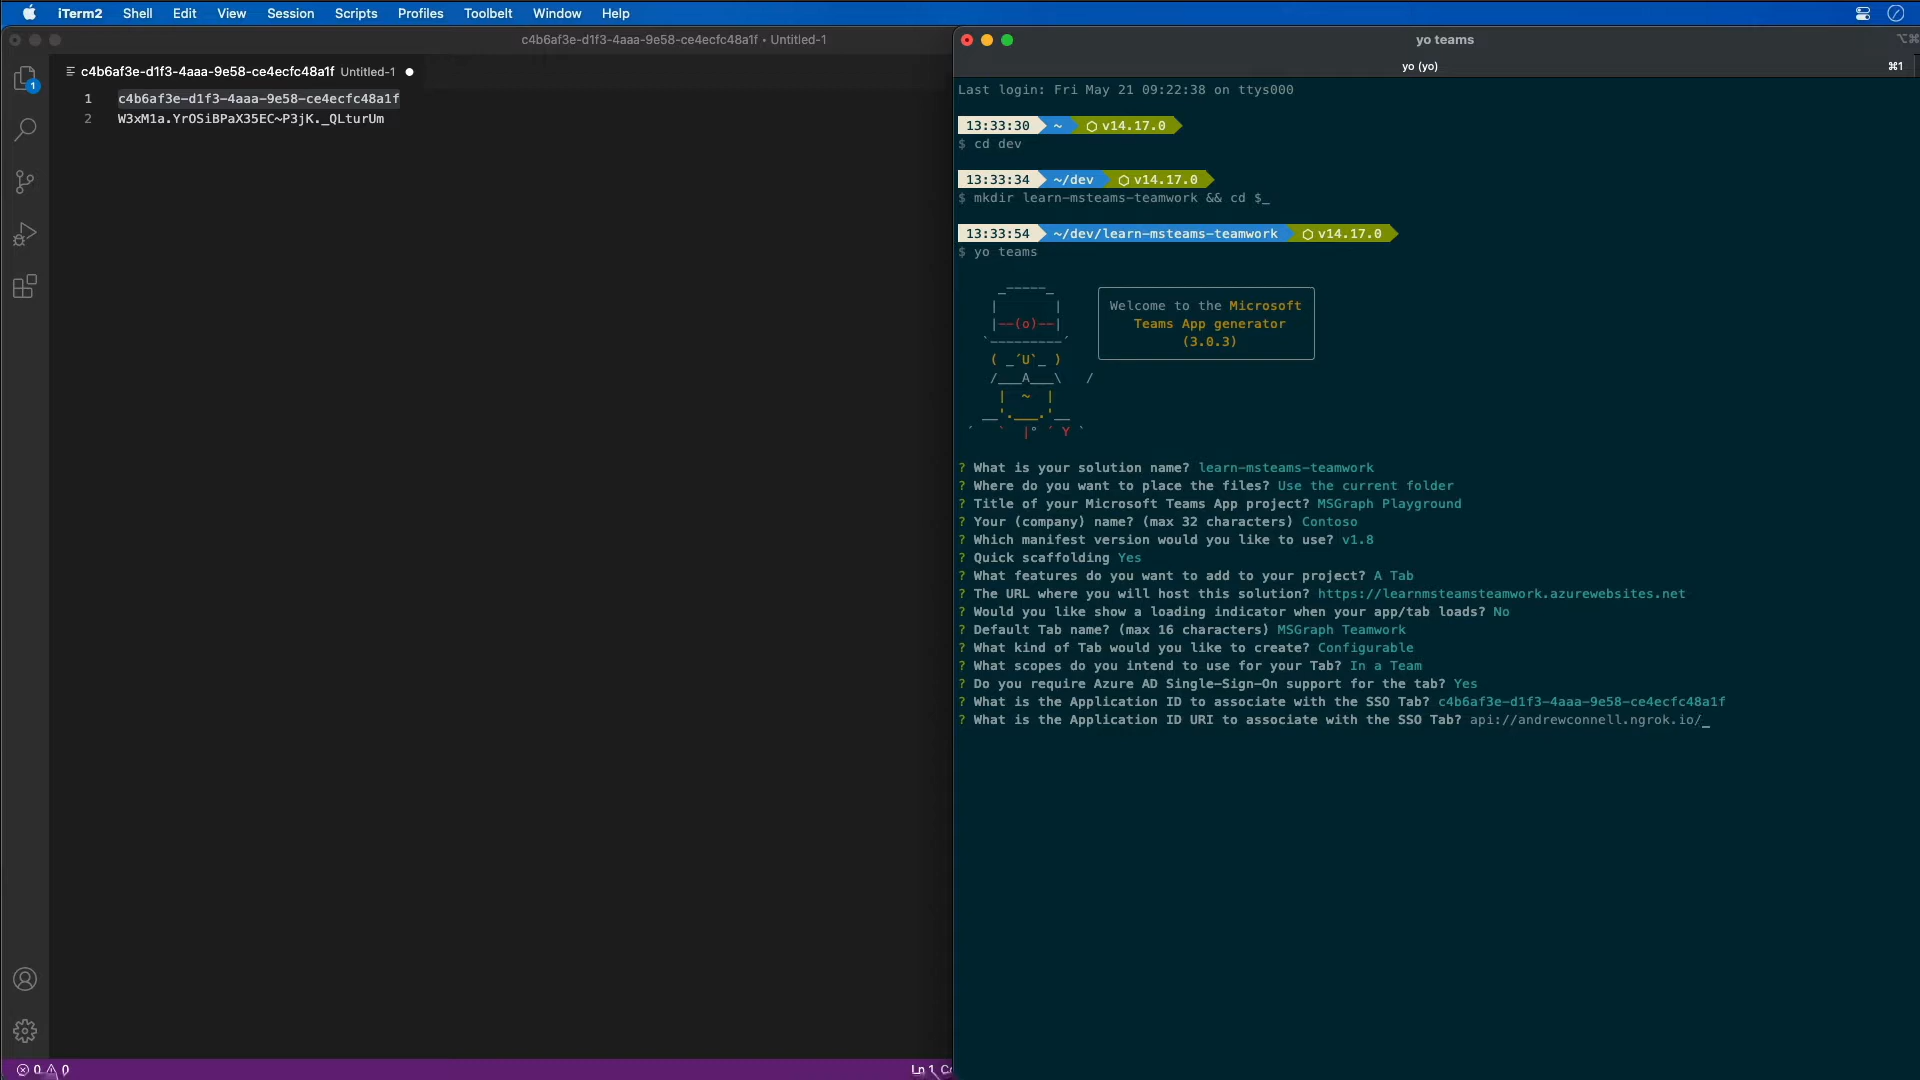 iTerm2 Shell Edit View Session Scripts Profiles Toolbelt Window Help
c4b6af3e-d1f3-4aaa-9e58-ce4ecfc48a1f • Untitled-1
c4b6af3e-d1f3-4aaa-9e58-ce4ecfc48a1f Untitled-1 ●
1
1 c4b6af3e-d1f3-4aaa-9e58-ce4ecfc48a1f
2 W3xM1a.YrOSiBPaX35EC~P3jK._QLturUm
0 0
Ln 1,
yo teams
⌥⌘
yo (yo)
⌘1
Last login: Fri May 21 09:22:38 on ttys000
13:33:30 ~ v14.17.0
$ cd dev
13:33:34 ~/dev v14.17.0
$ mkdir learn-msteams-teamwork && cd $_
13:33:54 ~/dev/learn-msteams-teamwork v14.17.0
$ yo teams
Welcome to the Microsoft
Teams App generator
(3.0.3)
? What is your solution name? learn-msteams-teamwork
? Where do you want to place the files? Use the current folder
? Title of your Microsoft Teams App project? MSGraph Playground
? Your (company) name? (max 32 characters) Contoso
? Which manifest version would you like to use? v1.8
? Quick scaffolding Yes
? What features do you want to add to your project? A Tab
? The URL where you will host this solution? https://learnmsteamsteamwork.azurewebsites.net
? Would you like show a loading indicator when your app/tab loads? No
? Default Tab name? (max 16 characters) MSGraph Teamwork
? What kind of Tab would you like to create? Configurable
? What scopes do you intend to use for your Tab? In a Team
? Do you require Azure AD Single-Sign-On support for the tab? Yes
? What is the Application ID to associate with the SSO Tab? c4b6af3e-d1f3-4aaa-9e58-ce4ecfc48a1f
? What is the Application ID URI to associate with the SSO Tab? api://andrewconnell.ngrok.io/_